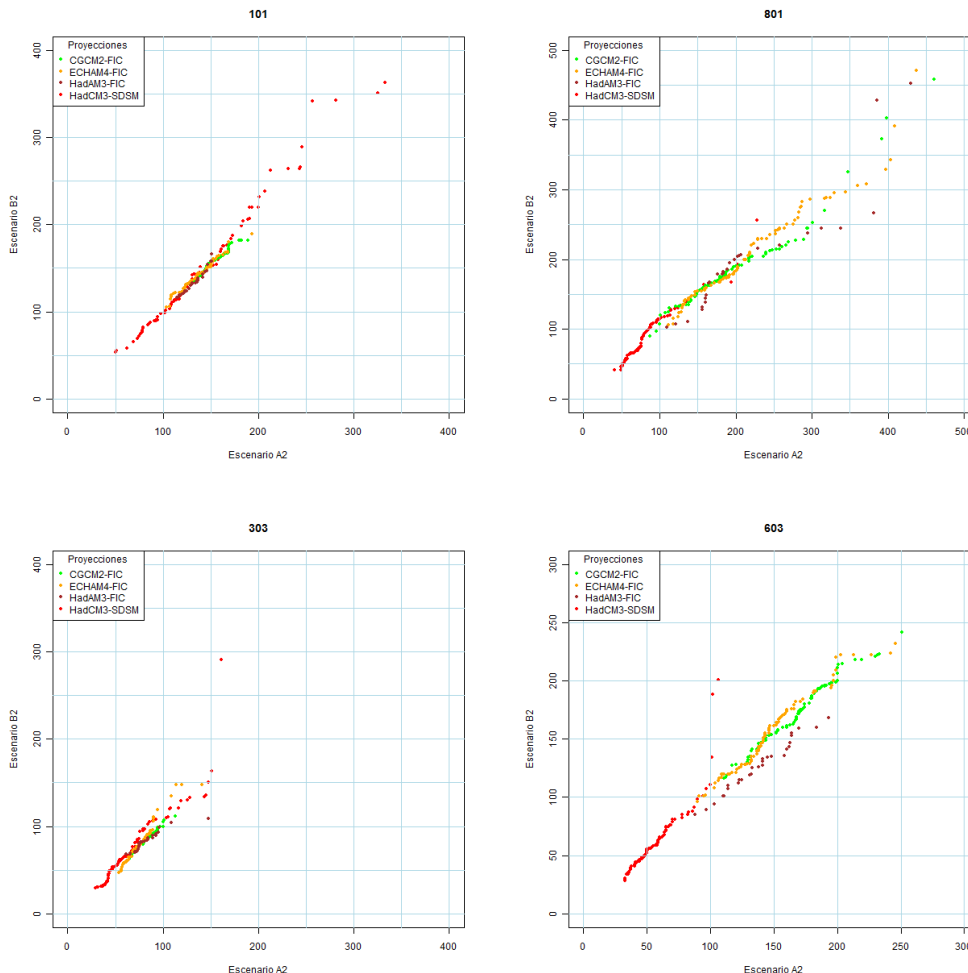 101
Proyecciones
CGCM2-FIC
ECHAM4-FIC
HadAM3-FIC
HadCM3-SDSM
Escenario B2
0
100
200
300
400
0
100
200
300
400
Escenario A2
801
Proyecciones
CGCM2-FIC
ECHAM4-FIC
HadAM3-FIC
HadCM3-SDSM
Escenario B2
0
100
200
300
400
500
0
100
200
300
400
500
Escenario A2
303
Proyecciones
CGCM2-FIC
ECHAM4-FIC
HadAM3-FIC
HadCM3-SDSM
Escenario B2
0
100
200
300
400
0
100
200
300
400
Escenario A2
603
Proyecciones
CGCM2-FIC
ECHAM4-FIC
HadAM3-FIC
HadCM3-SDSM
Escenario B2
0
50
100
150
200
250
300
0
50
100
150
200
250
300
Escenario A2